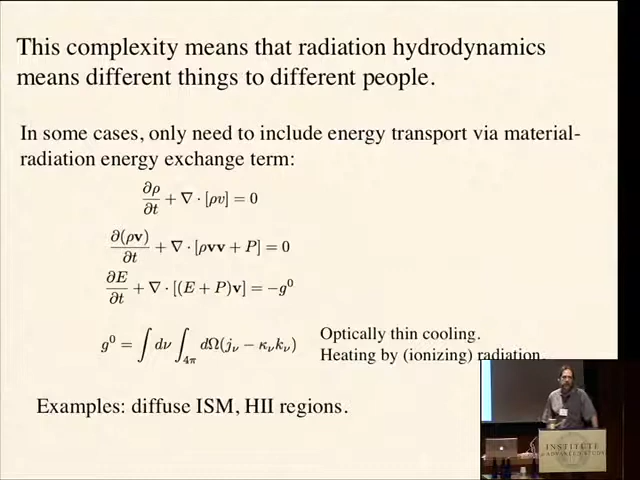 This complexity means that radiation hydrodynamics
means different things to different people.
In some cases, only need to include energy transport via material-
radiation energy exchange term:
∂ρ/∂t + ∇ · [ρv] = 0
∂(ρv)/∂t + ∇ · [ρvv + P] = 0
∂E/∂t + ∇ · [(E + P)v] = −g⁰
g⁰ = ∫ dν ∫₄π dΩ(jν − κνkν)
Optically thin cooling.
Heating by (ionizing) radiation.
Examples: diffuse ISM, HII regions.
INSTITUTE
ADVANCED STUDY